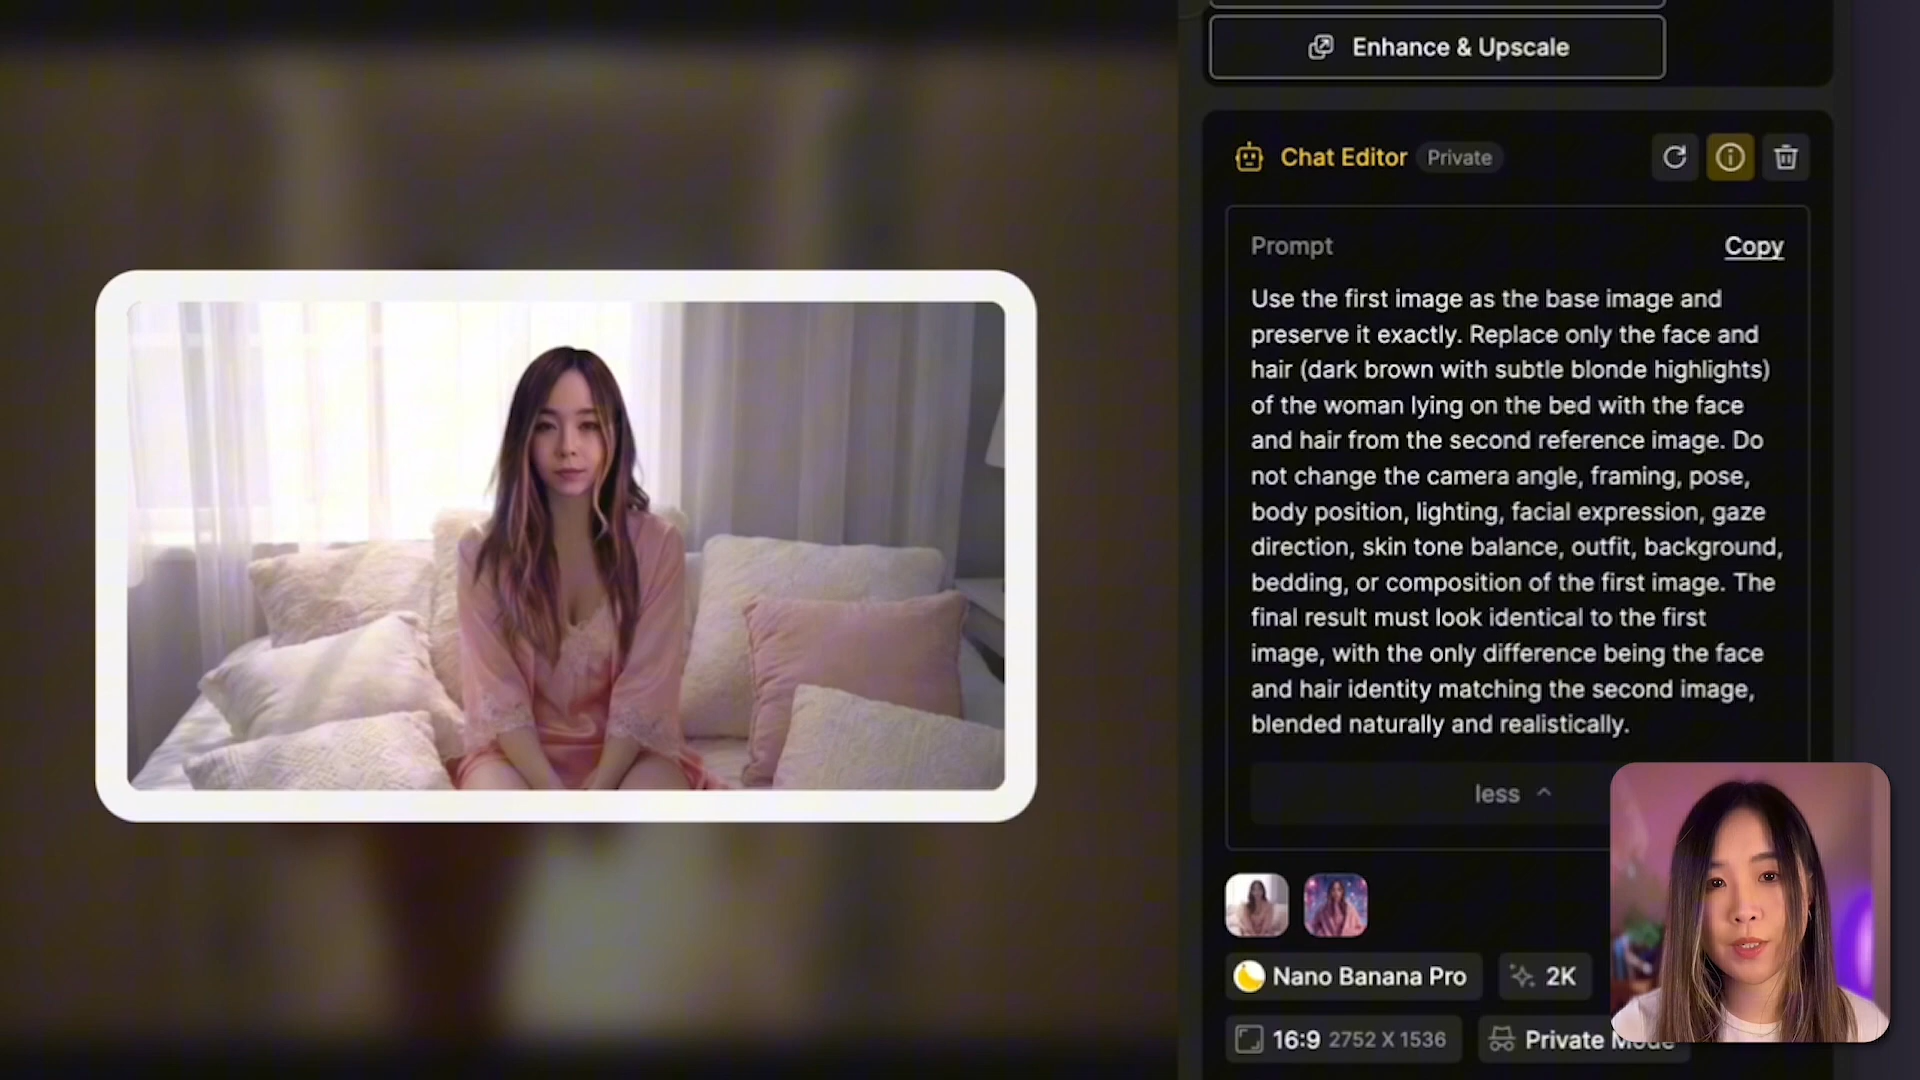 Enhance & Upscale
Chat Editor Private
Prompt Copy
Use the first image as the base image and
preserve it exactly. Replace only the face and
hair (dark brown with subtle blonde highlights)
of the woman lying on the bed with the face
and hair from the second reference image. Do
not change the camera angle, framing, pose,
body position, lighting, facial expression, gaze
direction, skin tone balance, outfit, background,
bedding, or composition of the first image. The
final result must look identical to the first
image, with the only difference being the face
and hair identity matching the second image,
blended naturally and realistically.
less
Nano Banana Pro 2K
16:9 2752 X 1536 Private Mode